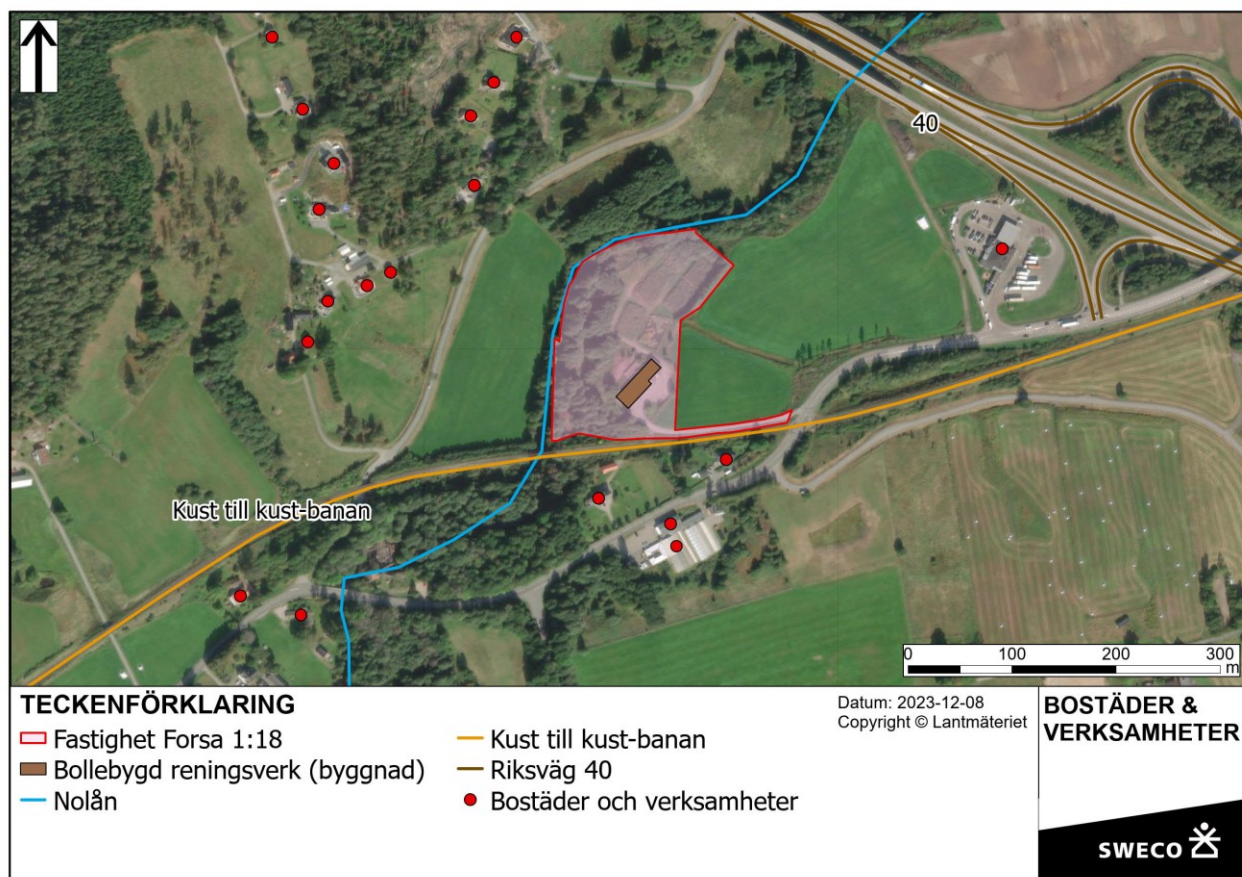 40
Kust till kust-banan
0 100 200 300
m
TECKENFÖRKLARING
Fastighet Forsa 1:18
Bollebygd reningsverk (byggnad)
Nolån
Kust till kust-banan
Riksväg 40
Bostäder och verksamheter
Datum: 2023-12-08
Copyright © Lantmäteriet
BOSTÄDER &
VERKSAMHETER
SWECO